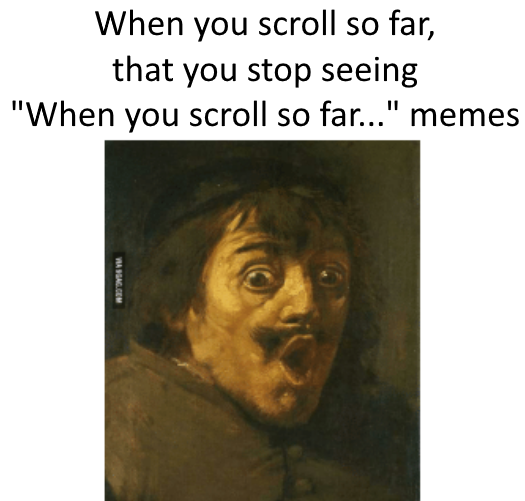 When you scroll so far,
that you stop seeing
"When you scroll so far..." memes
VIA 9GAG.COM